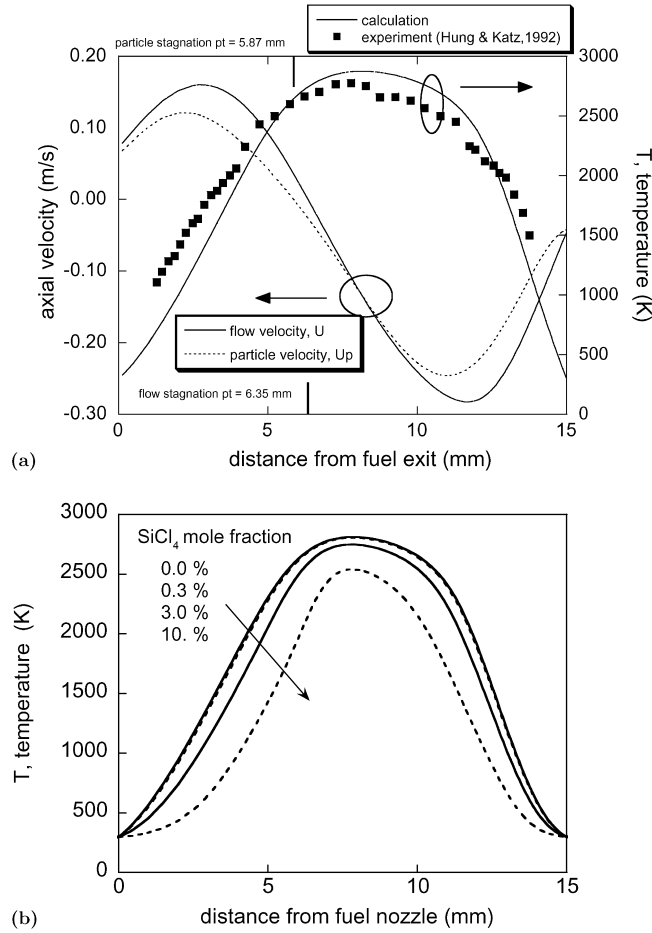 calculation
experiment (Hung & Katz,1992)
particle stagnation pt = 5.87 mm
0.20
0.10
0.00
-0.10
-0.20
-0.30
axial velocity (m/s)
3000
2500
2000
1500
1000
500
0
T, temperature (K)
flow velocity, U
particle velocity, Up
flow stagnation pt = 6.35 mm
0 5 10 15
(a)
distance from fuel exit (mm)
3000
2500
2000
1500
1000
500
0
T, temperature (K)
SiCl4 mole fraction
0.0 %
0.3 %
3.0 %
10. %
0 5 10 15
(b)
distance from fuel nozzle (mm)